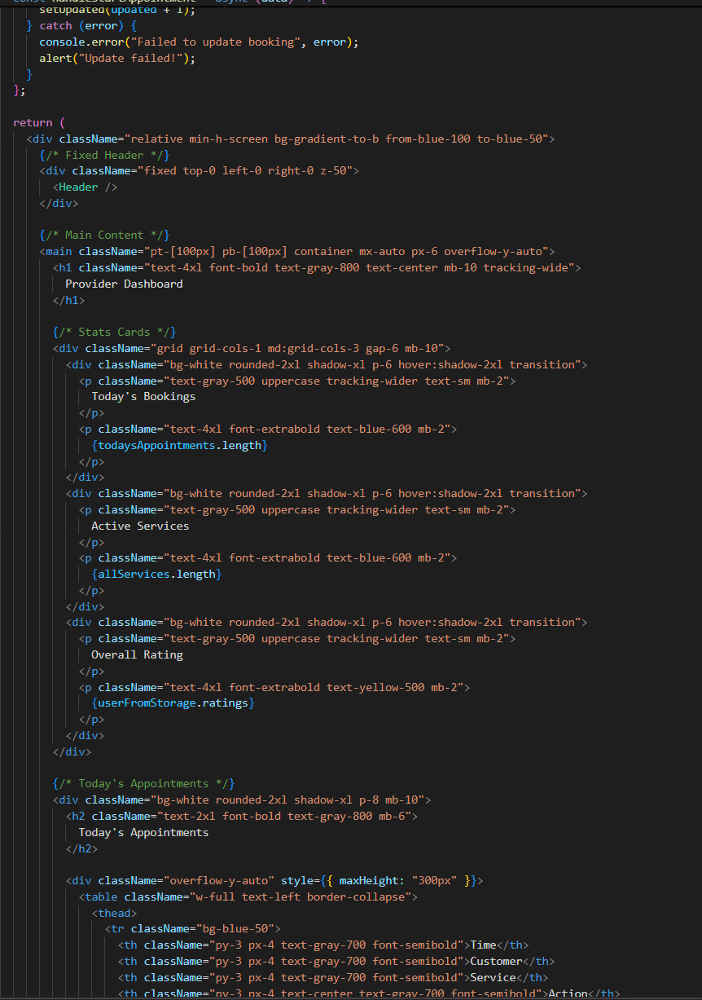 const handleStartAppointment = async (data) => {
setUpdated(updated + 1);
} catch (error) {
console.error("Failed to update booking", error);
alert("Update failed!");
}
};
return (
<div className="relative min-h-screen bg-gradient-to-b from-blue-100 to-blue-50">
{/* Fixed Header */}
<div className="fixed top-0 left-0 right-0 z-50">
<Header />
</div>
{/* Main Content */}
<main className="pt-[100px] pb-[100px] container mx-auto px-6 overflow-y-auto">
<h1 className="text-4xl font-bold text-gray-800 text-center mb-10 tracking-wide">
Provider Dashboard
</h1>
{/* Stats Cards */}
<div className="grid grid-cols-1 md:grid-cols-3 gap-6 mb-10">
<div className="bg-white rounded-2xl shadow-xl p-6 hover:shadow-2xl transition">
<p className="text-gray-500 uppercase tracking-wider text-sm mb-2">
Today's Bookings
</p>
<p className="text-4xl font-extrabold text-blue-600 mb-2">
{todaysAppointments.length}
</p>
</div>
<div className="bg-white rounded-2xl shadow-xl p-6 hover:shadow-2xl transition">
<p className="text-gray-500 uppercase tracking-wider text-sm mb-2">
Active Services
</p>
<p className="text-4xl font-extrabold text-blue-600 mb-2">
{allServices.length}
</p>
</div>
<div className="bg-white rounded-2xl shadow-xl p-6 hover:shadow-2xl transition">
<p className="text-gray-500 uppercase tracking-wider text-sm mb-2">
Overall Rating
</p>
<p className="text-4xl font-extrabold text-yellow-500 mb-2">
{userFromStorage.ratings}
</p>
</div>
</div>
{/* Today's Appointments */}
<div className="bg-white rounded-2xl shadow-xl p-8 mb-10">
<h2 className="text-2xl font-bold text-gray-800 mb-6">
Today's Appointments
</h2>
<div className="overflow-y-auto" style={{ maxHeight: "300px" }}>
<table className="w-full text-left border-collapse">
<thead>
<tr className="bg-blue-50">
<th className="py-3 px-4 text-gray-700 font-semibold">Time</th>
<th className="py-3 px-4 text-gray-700 font-semibold">Customer</th>
<th className="py-3 px-4 text-gray-700 font-semibold">Service</th>
<th className="py-3 px-4 text-center text-gray-700 font-semibold">Action</th>